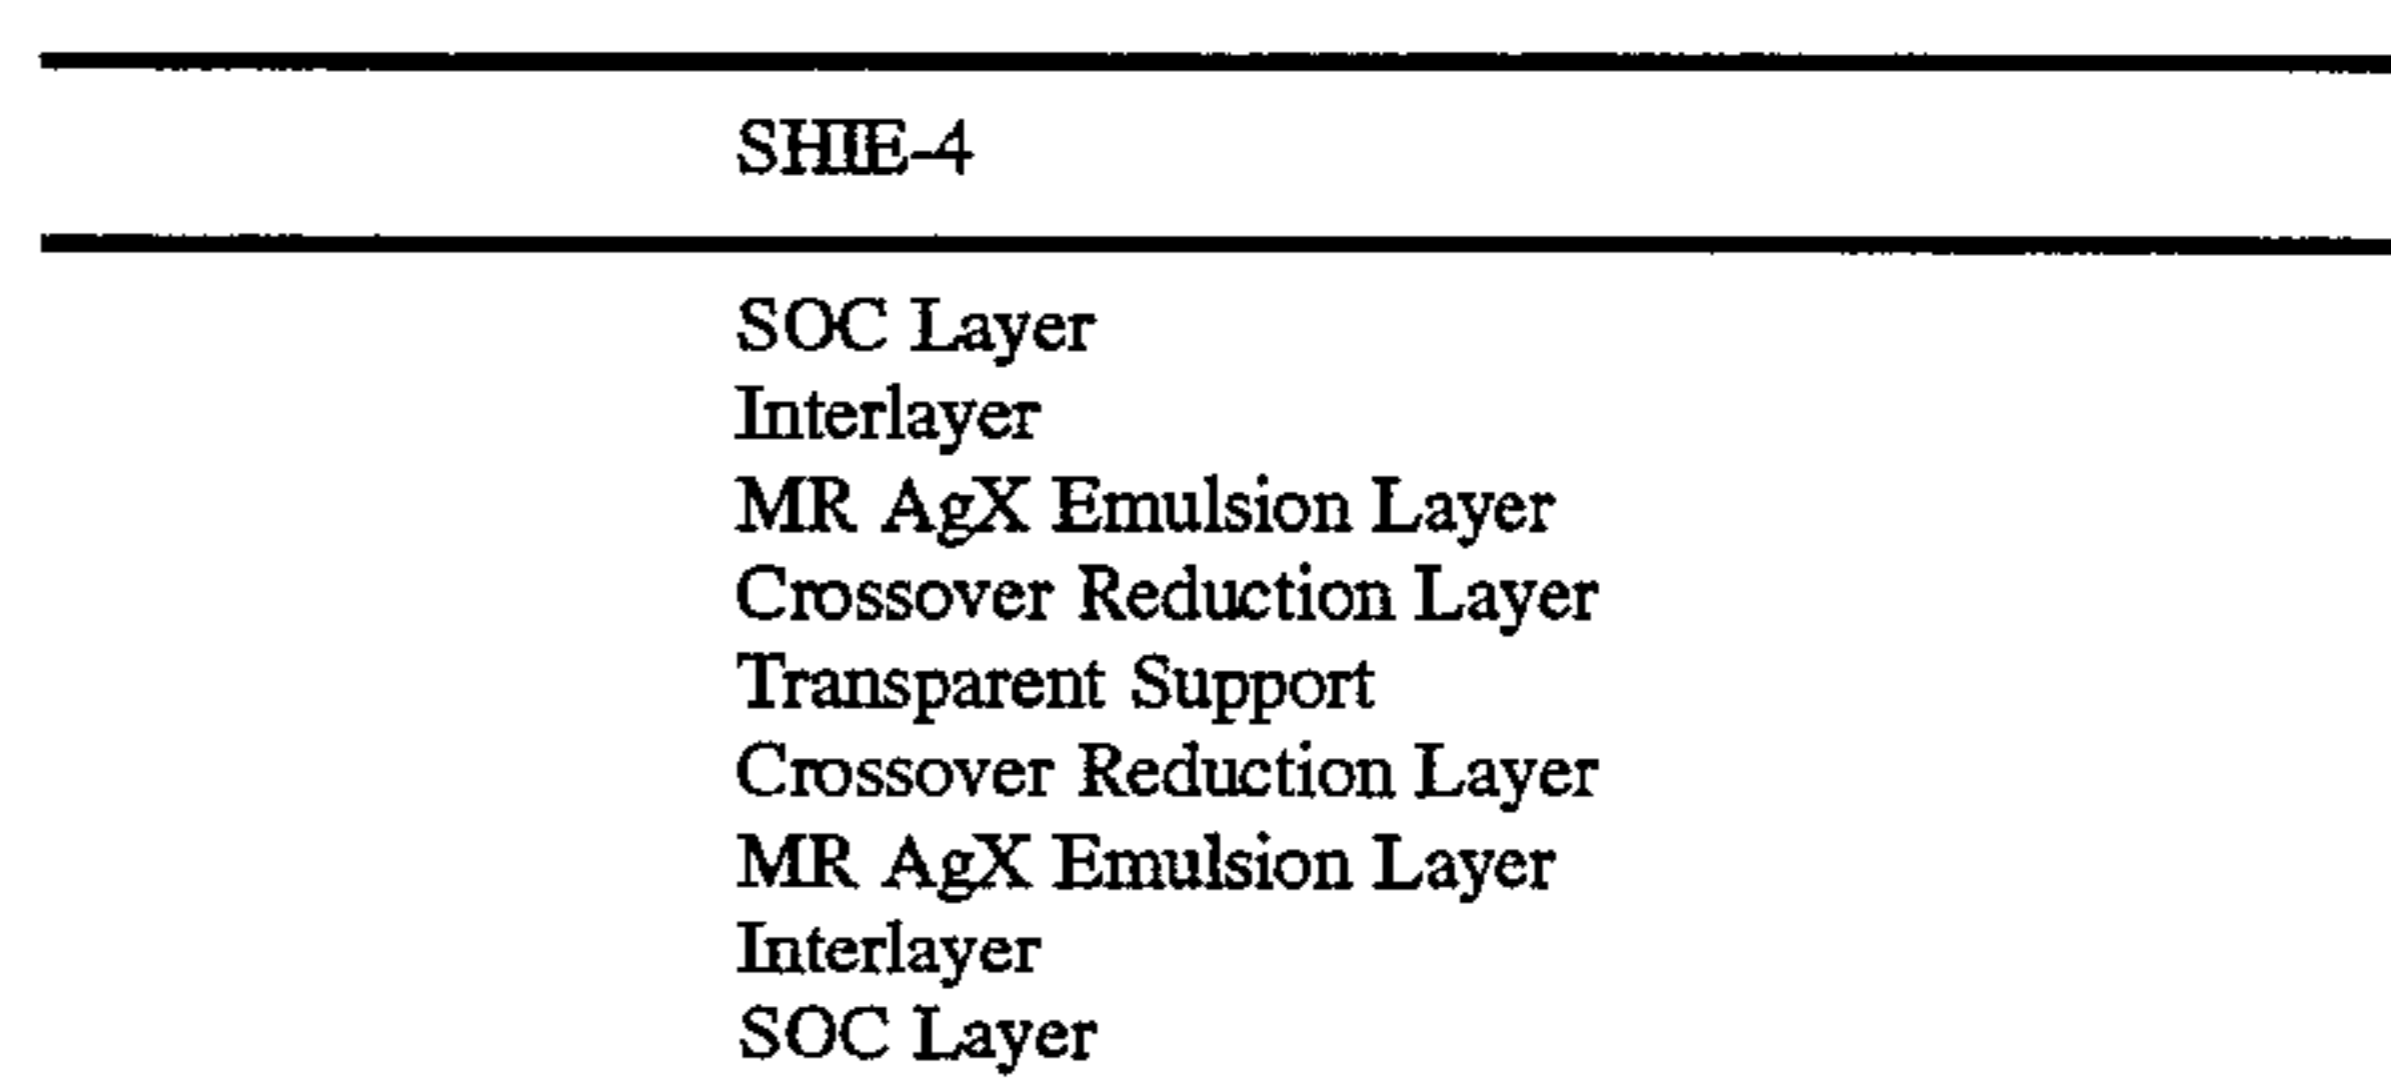 SHIE-4
SOC Layer
Interlayer
MR AgX Emulsion Layer
Crossover Reduction Layer
Transparent Support
Crossover Reduction Layer
MR AgX Emulsion Layer
Interlayer
SOC Layer